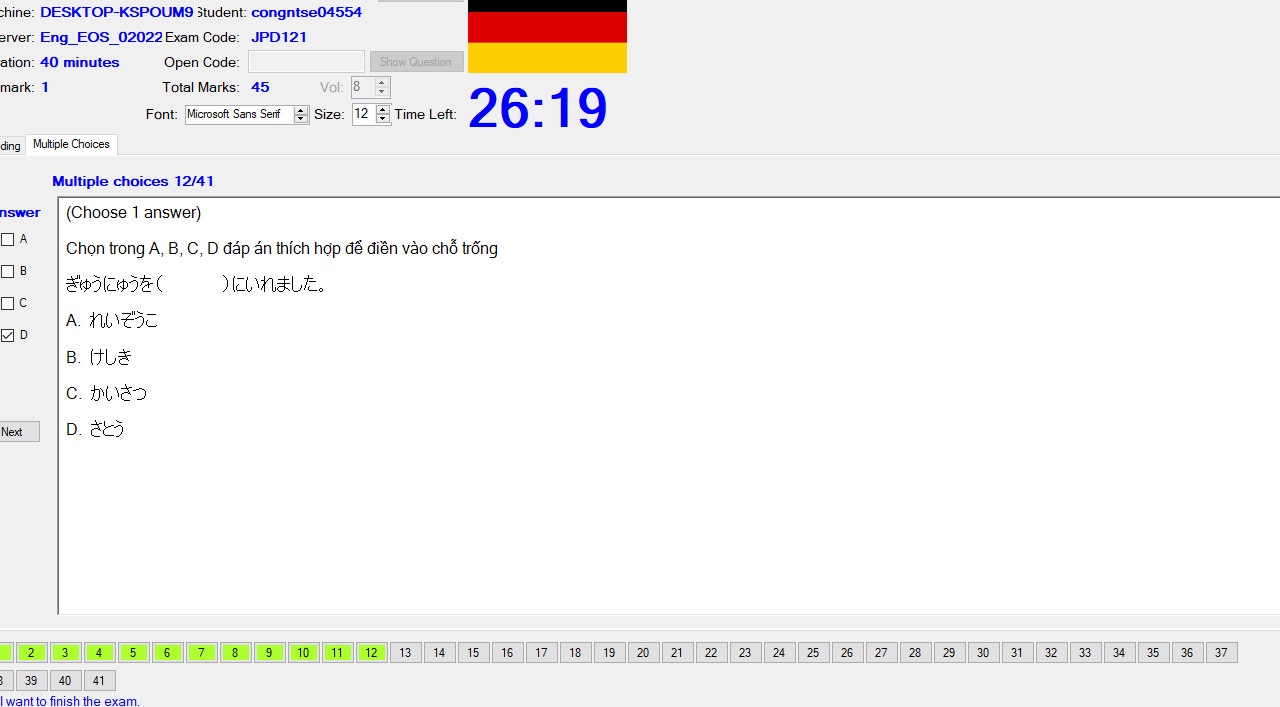 chine: DESKTOP-KSPOUM9 Student: congntse04554
erver: Eng_EOS_02022 Exam Code: JPD121
ation: 40 minutes Open Code: Show Question
mark: 1 Total Marks: 45 Vol: 8
Font: Microsoft Sans Serif Size: 12 Time Left: 26:19
ding Multiple Choices
Multiple choices 12/41
nswer
(Choose 1 answer)
A
Chọn trong A, B, C, D đáp án thích hợp để điền vào chỗ trống
B
ぎゅうにゅうを( )にいれました。
C
A. れいぞうこ
D
B. けしき
C. かいさつ
D. さとう
Next
2 3 4 5 6 7 8 9 10 11 12 13 14 15 16 17 18 19 20 21 22 23 24 25 26 27 28 29 30 31 32 33 34 35 36 37
39 40 41
I want to finish the exam.